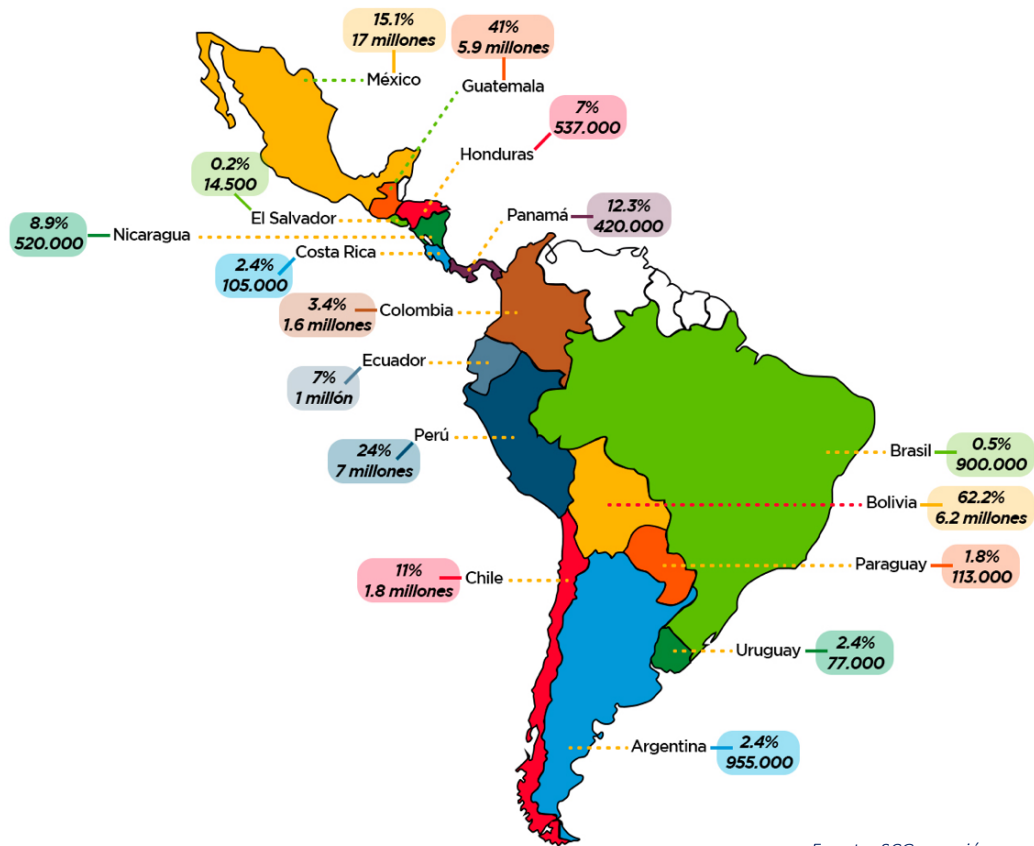 15.1%
17 millones
México
41%
5.9 millones
Guatemala
7%
537.000
Honduras
0.2%
14.500
El Salvador
12.3%
420.000
Panamá
8.9%
520.000
Nicaragua
Costa Rica
2.4%
105.000
3.4%
1.6 millones
Colombia
Ecuador
7%
1 millón
Perú
24%
7 millones
Brasil
0.5%
900.000
Bolivia
62.2%
6.2 millones
Paraguay
1.8%
113.000
11%
1.8 millones
Chile
Uruguay
2.4%
77.000
Argentina
2.4%
955.000